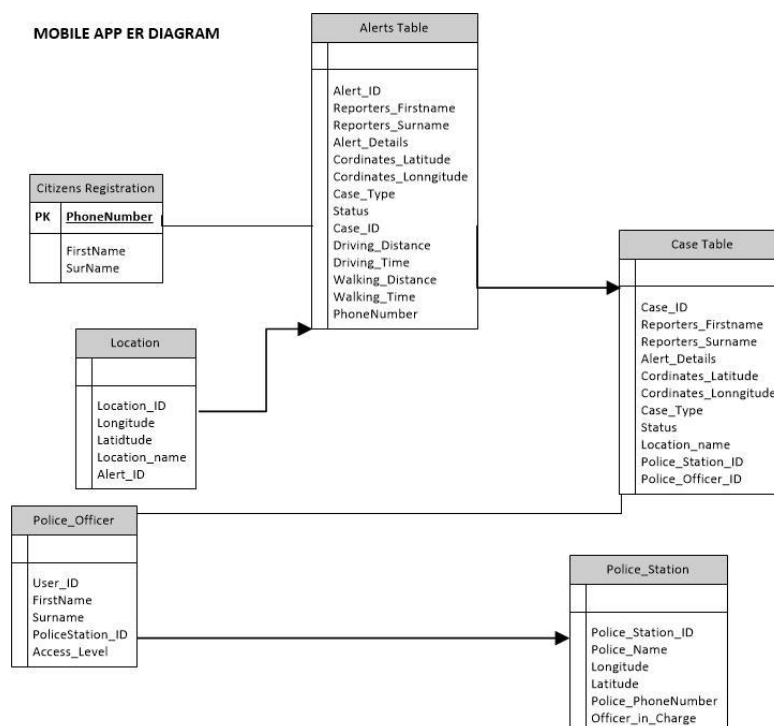 MOBILE APP ER DIAGRAM
Alerts Table
Alert_ID
Reporters_Firstname
Reporters_Surname
Alert_Details
Cordinates_Latitude
Cordinates_Lonngitude
Case_Type
Status
Case_ID
Driving_Distance
Driving_Time
Walking_Distance
Walking_Time
PhoneNumber
Citizens Registration
PK PhoneNumber
FirstName
SurName
Case Table
Case_ID
Reporters_Firstname
Reporters_Surname
Alert_Details
Cordinates_Latitude
Cordinates_Lonngitude
Case_Type
Status
Location_name
Police_Station_ID
Police_Officer_ID
Location
Location_ID
Longitude
Latidtude
Location_name
Alert_ID
Police_Officer
User_ID
FirstName
Surname
PoliceStation_ID
Access_Level
Police_Station
Police_Station_ID
Police_Name
Longitude
Latitude
Police_PhoneNumber
Officer_in_Charge